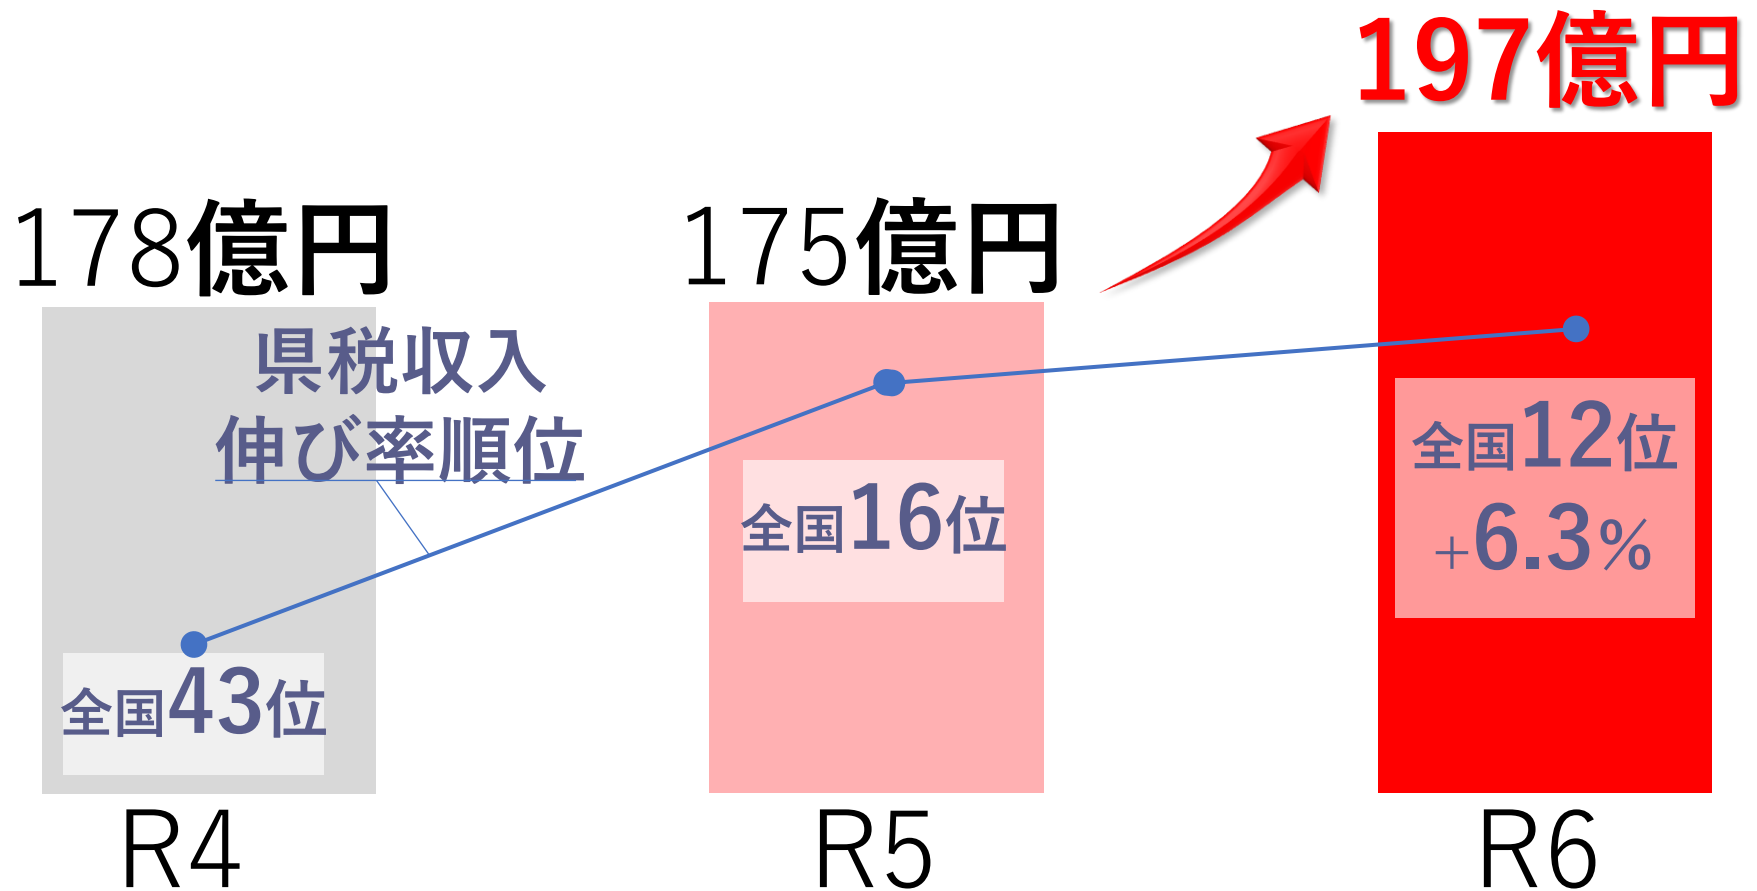 197億円
178億円
175億円
県税収入
伸び率順位
全国12位
+6.3%
全国16位
全国43位
R4
R5
R6